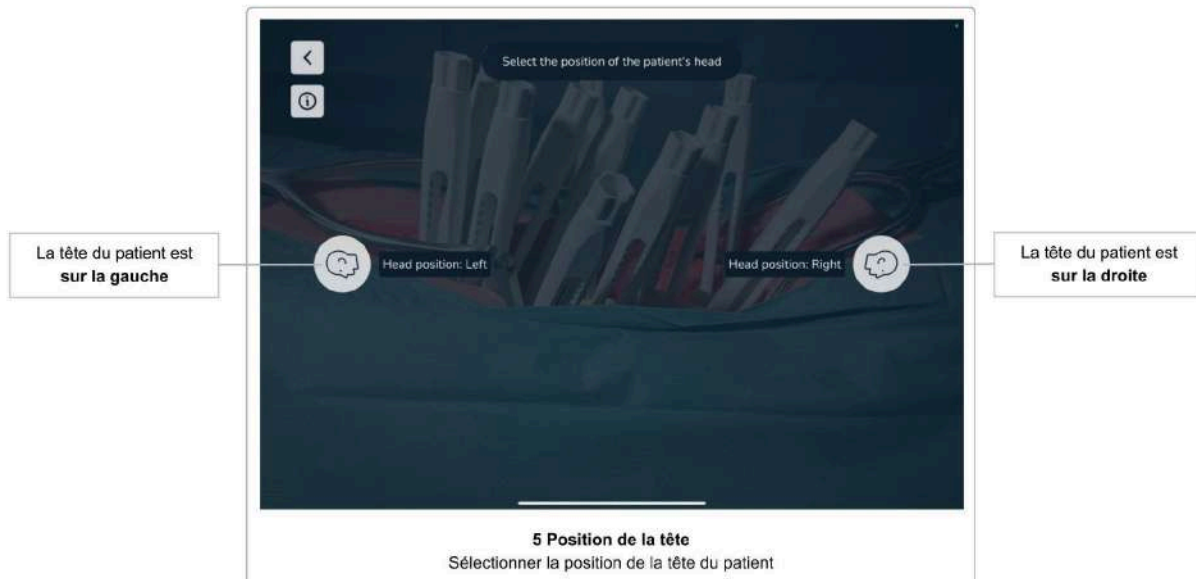 Select the position of the patient's head
La tête du patient est
sur la gauche
Head position: Left
Head position: Right
La tête du patient est
sur la droite
5 Position de la tête
Sélectionner la position de la tête du patient